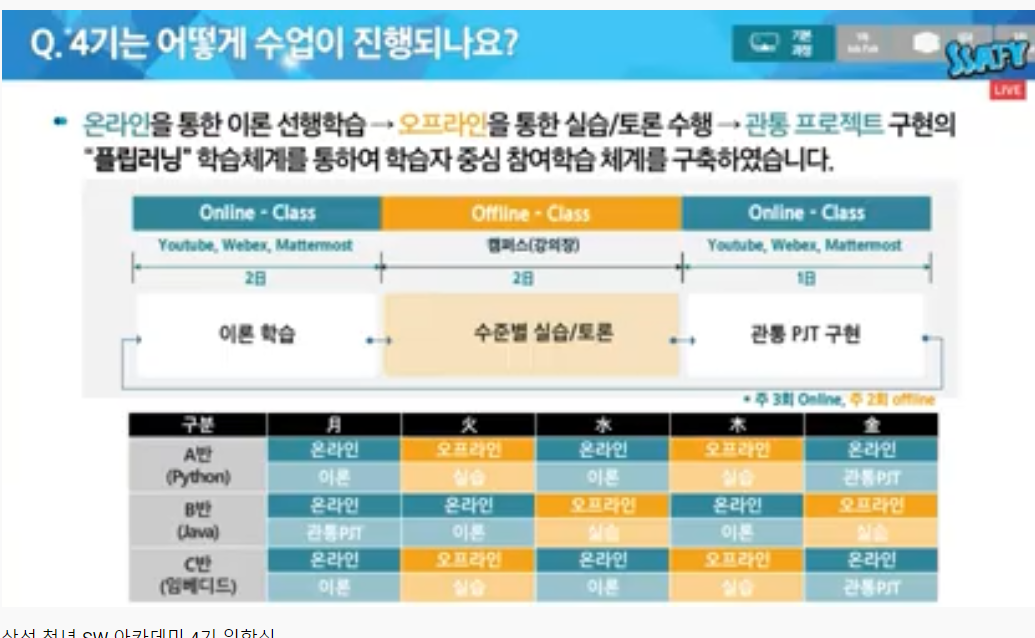 Q. 4기는 어떻게 수업이 진행되나요?
기본
과정
SSAFY
LIVE
온라인을 통한 이론 선행학습 → 오프라인을 통한 실습/토론 수행 → 관통 프로젝트 구현의
"플립러닝" 학습체계를 통하여 학습자 중심 참여학습 체계를 구축하였습니다.
Online - Class Offline - Class Online - Class
Youtube, Webex, Mattermost 캠퍼스(강의장) Youtube, Webex, Mattermost
2日 2日 1日
이론 학습 수준별 실습/토론 관통 PJT 구현
* 주 3회 Online, 주 2회 offline
구분 月 火 水 木 金
A반 온라인 오프라인 온라인 오프라인 온라인
(Python) 이론 실습 이론 실습 관통PJT
B반 온라인 온라인 오프라인 온라인 오프라인
(Java) 관통PJT 이론 실습 이론 실습
C반 온라인 오프라인 온라인 오프라인 온라인
(임베디드) 이론 실습 이론 실습 관통PJT
삼성 청년 SW 아카데미 4기 입학식